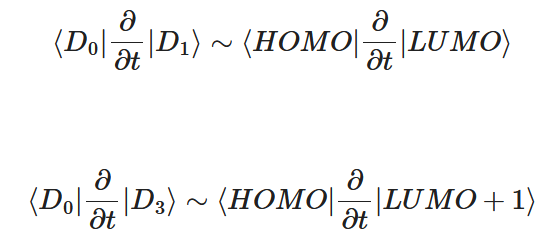 ⟨D₀|∂/∂t|D₁⟩ ∼ ⟨HOMO|∂/∂t|LUMO⟩
⟨D₀|∂/∂t|D₃⟩ ∼ ⟨HOMO|∂/∂t|LUMO + 1⟩